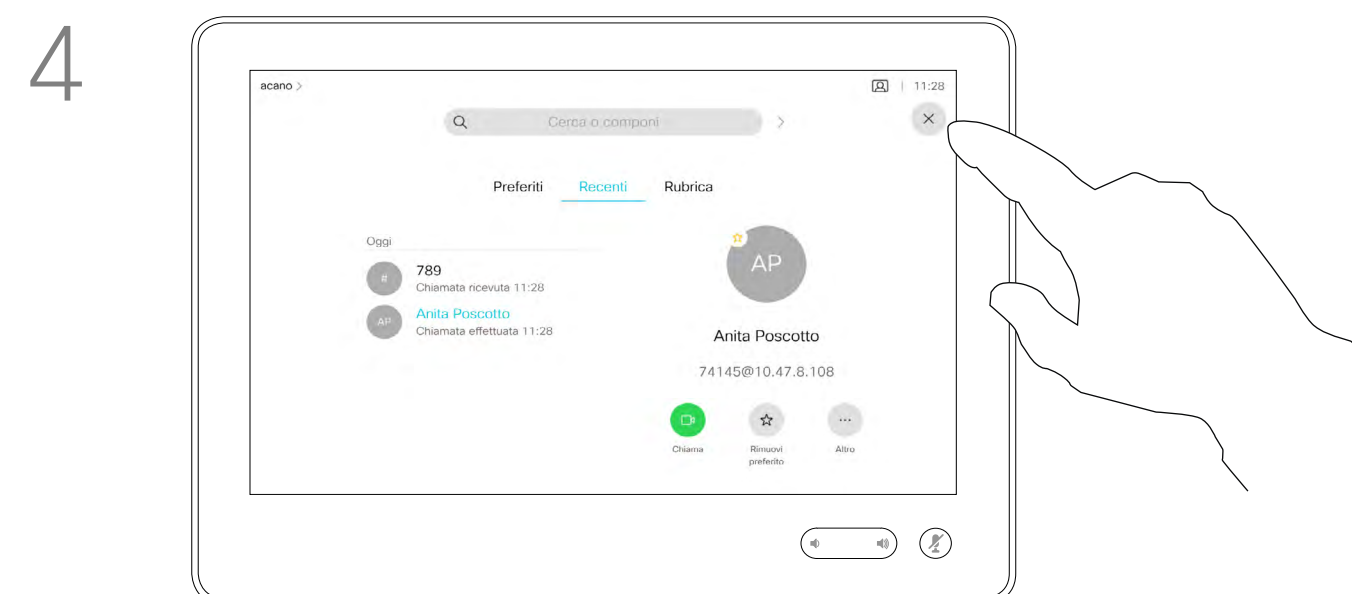 4
acano >
11:28
Cerca o componi
Preferiti Recenti Rubrica
Oggi
#
789
Chiamata ricevuta 11:28
AP
Anita Poscotto
Chiamata effettuata 11:28
AP
Anita Poscotto
74145@10.47.8.108
Chiama
Rimuovi
preferito
Altro